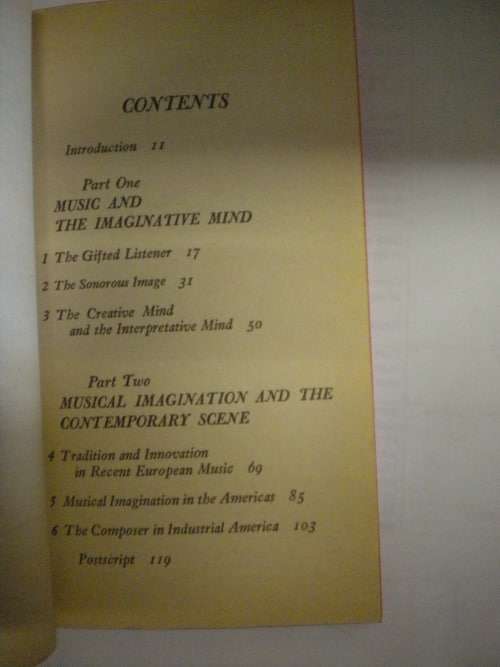 CONTENTS
Introduction 11
Part One
MUSIC AND
THE IMAGINATIVE MIND
1 The Gifted Listener 17
2 The Sonorous Image 31
3 The Creative Mind
and the Interpretative Mind 50
Part Two
MUSICAL IMAGINATION AND THE
CONTEMPORARY SCENE
4 Tradition and Innovation
in Recent European Music 69
5 Musical Imagination in the Americas 85
6 The Composer in Industrial America 103
Postscript 119